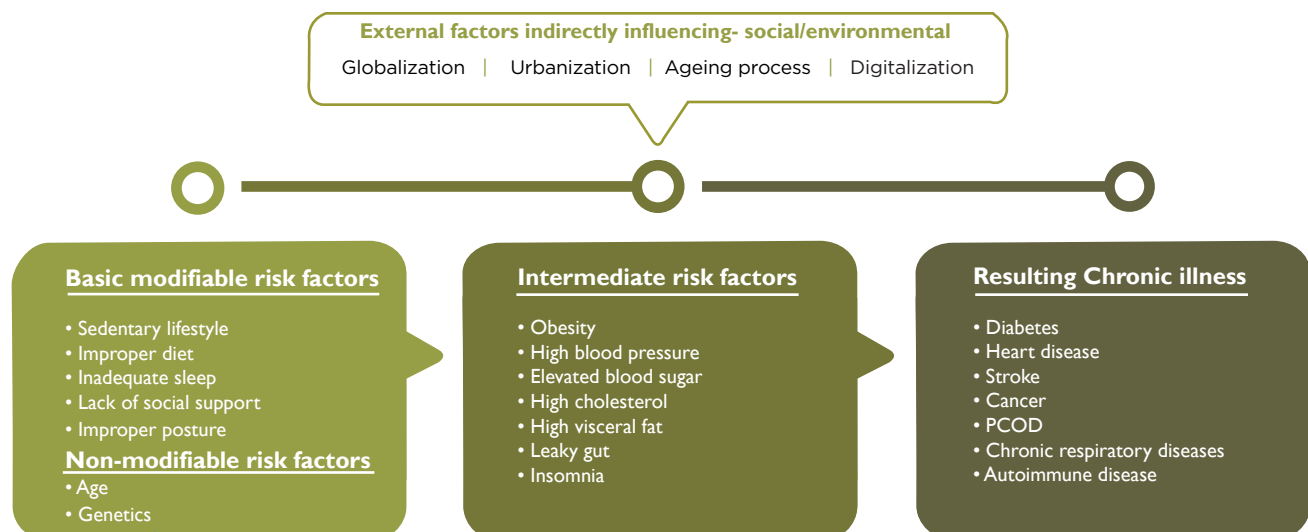 External factors indirectly influencing- social/environmental
Globalization | Urbanization | Ageing process | Digitalization
Basic modifiable risk factors
• Sedentary lifestyle
• Improper diet
• Inadequate sleep
• Lack of social support
• Improper posture
Non-modifiable risk factors
• Age
• Genetics
Intermediate risk factors
• Obesity
• High blood pressure
• Elevated blood sugar
• High cholesterol
• High visceral fat
• Leaky gut
• Insomnia
Resulting Chronic illness
• Diabetes
• Heart disease
• Stroke
• Cancer
• PCOD
• Chronic respiratory diseases
• Autoimmune disease